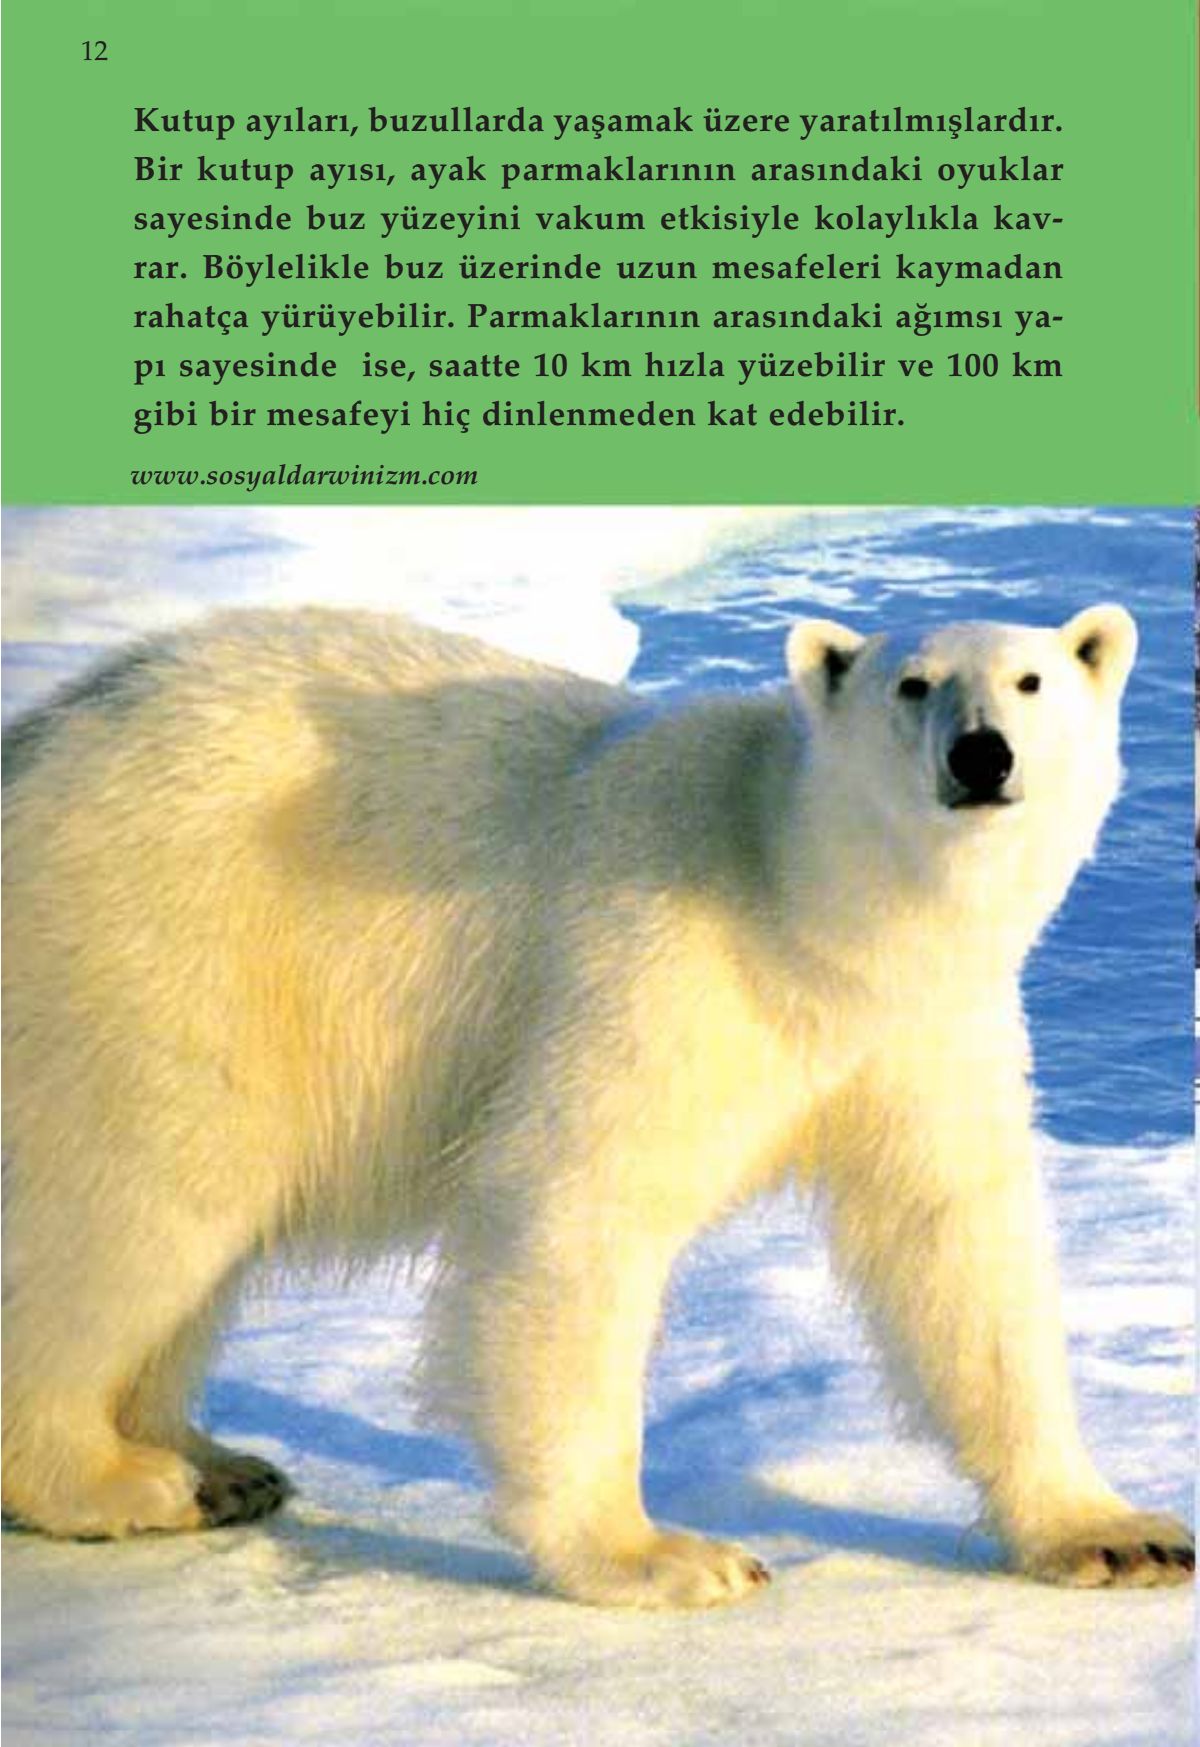 12
Kutup ayıları, buzullarda yaşamak üzere yaratılmışlardır.
Bir kutup ayısı, ayak parmaklarının arasındaki oyuklar
sayesinde buz yüzeyini vakum etkisiyle kolaylıkla kav-
rar. Böylelikle buz üzerinde uzun mesafeleri kaymadan
rahatça yürüyebilir. Parmaklarının arasındaki ağımsı ya-
pı sayesinde  ise, saatte 10 km hızla yüzebilir ve 100 km
gibi bir mesafeyi hiç dinlenmeden kat edebilir.
www.sosyaldarwinizm.com